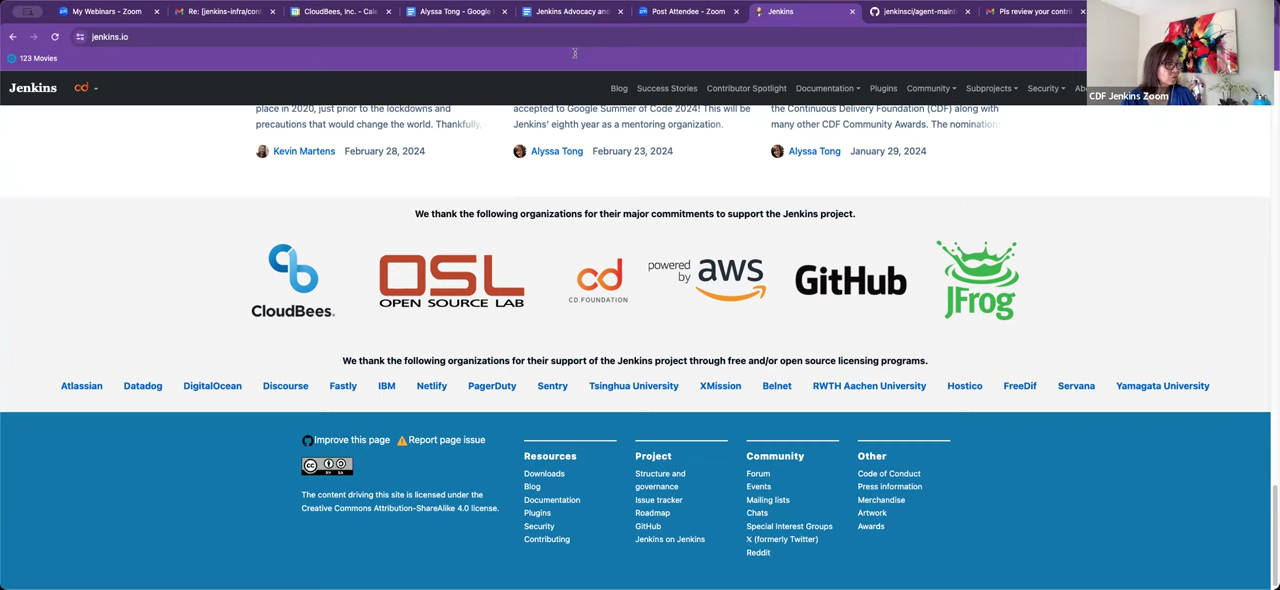 My Webinars - Zoom
Re: [jenkins-infra/cont
CloudBees, Inc. - Cale
Alyssa Tong - Google
Jenkins Advocacy and
Post Attendee - Zoom
Jenkins
jenkinsci/agent-maint
Pls review your contri
jenkins.io
123 Movies
Jenkins
cd
Blog Success Stories Contributor Spotlight Documentation Plugins Community Subprojects Security Abo
CDF Jenkins Zoom
place in 2020, just prior to the lockdowns and
precautions that would change the world. Thankfully,
Kevin Martens February 28, 2024
accepted to Google Summer of Code 2024! This will be
Jenkins' eighth year as a mentoring organization.
Alyssa Tong February 23, 2024
the Continuous Delivery Foundation (CDF) along with
many other CDF Community Awards. The nomination
Alyssa Tong January 29, 2024
We thank the following organizations for their major commitments to support the Jenkins project.
CloudBees.
OSL
OPEN SOURCE LAB
cd
CD.FOUNDATION
powered by aws
GitHub
JFrog
We thank the following organizations for their support of the Jenkins project through free and/or open source licensing programs.
Atlassian Datadog DigitalOcean Discourse Fastly IBM Netlify PagerDuty Sentry Tsinghua University XMission Belnet RWTH Aachen University Hostico FreeDif Servana Yamagata University
Improve this page Report page issue
cc BY SA
The content driving this site is licensed under the
Creative Commons Attribution-ShareAlike 4.0 license.
Resources
Downloads
Blog
Documentation
Plugins
Security
Contributing
Project
Structure and
governance
Issue tracker
Roadmap
GitHub
Jenkins on Jenkins
Community
Forum
Events
Mailing lists
Chats
Special Interest Groups
X (formerly Twitter)
Reddit
Other
Code of Conduct
Press information
Merchandise
Artwork
Awards